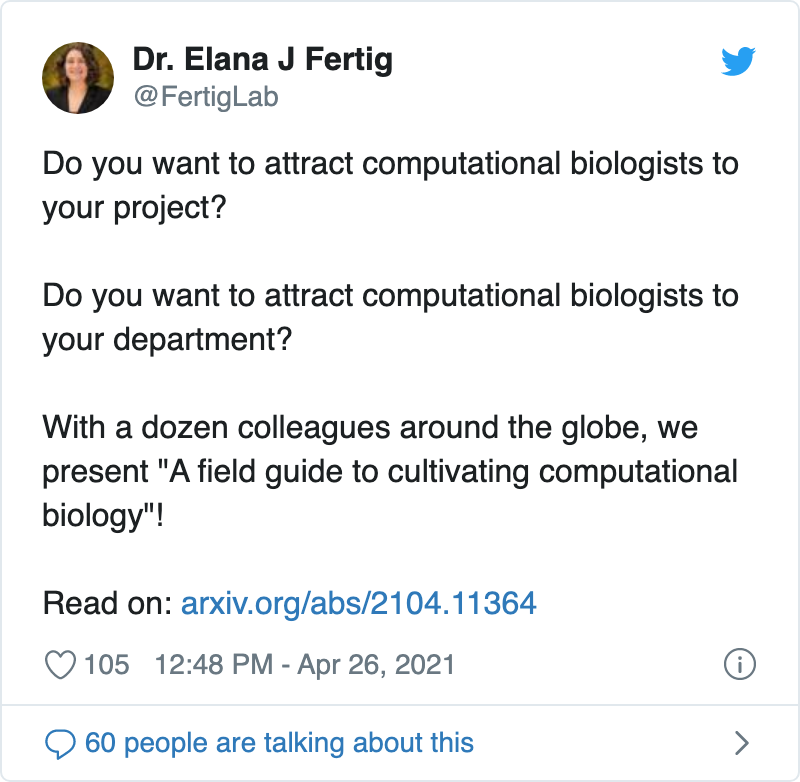 Dr. Elana J Fertig
@FertigLab
Do you want to attract computational biologists to
your project?
Do you want to attract computational biologists to
your department?
With a dozen colleagues around the globe, we
present "A field guide to cultivating computational
biology"!
Read on: arxiv.org/abs/2104.11364
105 12:48 PM - Apr 26, 2021
60 people are talking about this